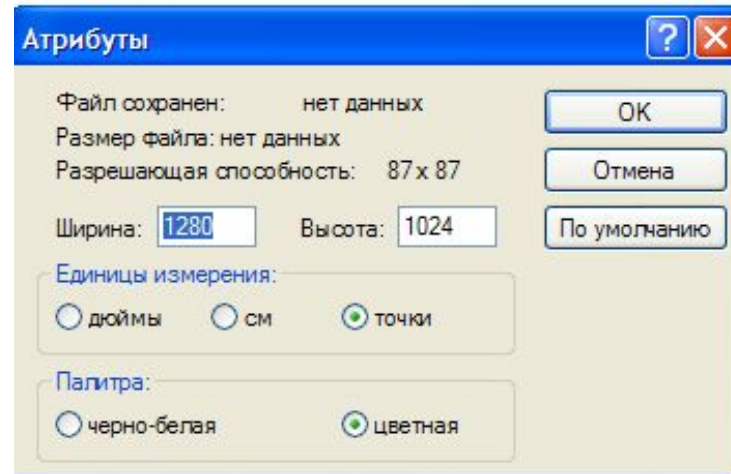 Атрибуты
Файл сохранен: нет данных
Размер файла: нет данных
Разрешающая способность: 87 x 87
Ширина: 1280 Высота: 1024
Единицы измерения:
дюймы см точки
Палитра:
черно-белая цветная
?
OK
Отмена
По умолчанию